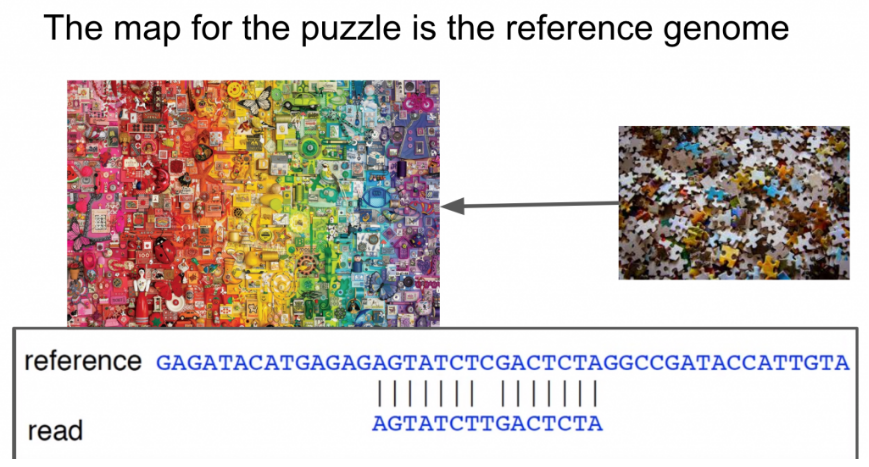 The map for the puzzle is the reference genome
reference GAGATACATGAGAGAGTATCTCGACTCTAGGCCGATACCATTGTA
||||||| |||||||
read AGTATCTTGACTCTA